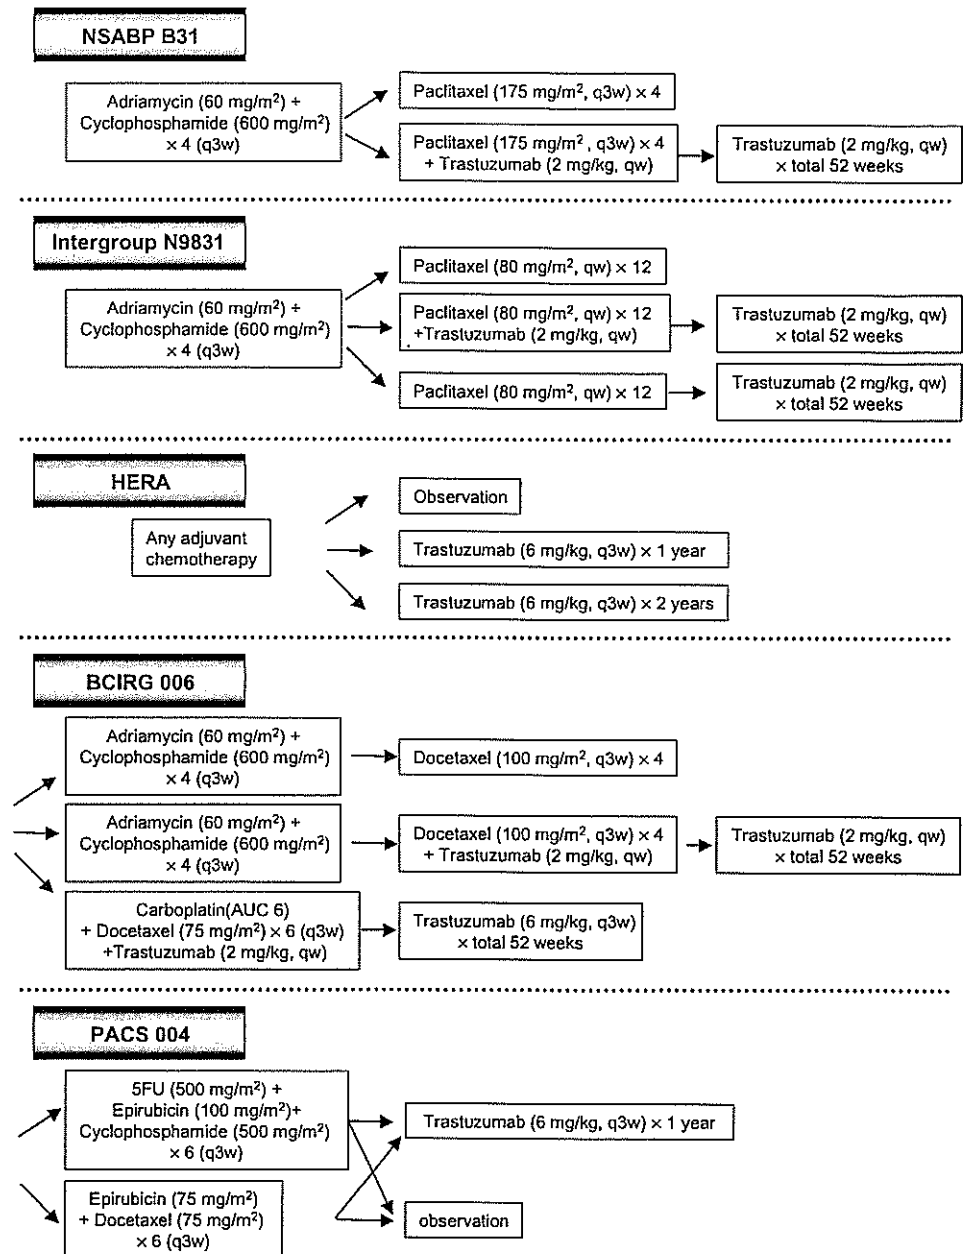 NSABP B31
Adriamycin (60 mg/m²) +
Cyclophosphamide (600 mg/m²)
× 4 (q3w)
Paclitaxel (175 mg/m², q3w) × 4
Paclitaxel (175 mg/m², q3w) × 4
+ Trastuzumab (2 mg/kg, qw)
Trastuzumab (2 mg/kg, qw)
× total 52 weeks
Intergroup N9831
Adriamycin (60 mg/m²) +
Cyclophosphamide (600 mg/m²)
× 4 (q3w)
Paclitaxel (80 mg/m², qw) × 12
Paclitaxel (80 mg/m², qw) × 12
+Trastuzumab (2 mg/kg, qw)
Trastuzumab (2 mg/kg, qw)
× total 52 weeks
Paclitaxel (80 mg/m², qw) × 12
Trastuzumab (2 mg/kg, qw)
× total 52 weeks
HERA
Any adjuvant
chemotherapy
Observation
Trastuzumab (6 mg/kg, q3w) × 1 year
Trastuzumab (6 mg/kg, q3w) × 2 years
BCIRG 006
Adriamycin (60 mg/m²) +
Cyclophosphamide (600 mg/m²)
× 4 (q3w)
Docetaxel (100 mg/m², q3w) × 4
Adriamycin (60 mg/m²) +
Cyclophosphamide (600 mg/m²)
× 4 (q3w)
Docetaxel (100 mg/m², q3w) × 4
+ Trastuzumab (2 mg/kg, qw)
Trastuzumab (2 mg/kg, qw)
× total 52 weeks
Carboplatin(AUC 6)
+ Docetaxel (75 mg/m²) × 6 (q3w)
+Trastuzumab (2 mg/kg, qw)
Trastuzumab (6 mg/kg, q3w)
× total 52 weeks
PACS 004
5FU (500 mg/m²) +
Epirubicin (100 mg/m²)+
Cyclophosphamide (500 mg/m²)
× 6 (q3w)
Trastuzumab (6 mg/kg, q3w) × 1 year
Epirubicin (75 mg/m²)
+ Docetaxel (75 mg/m²)
× 6 (q3w)
observation